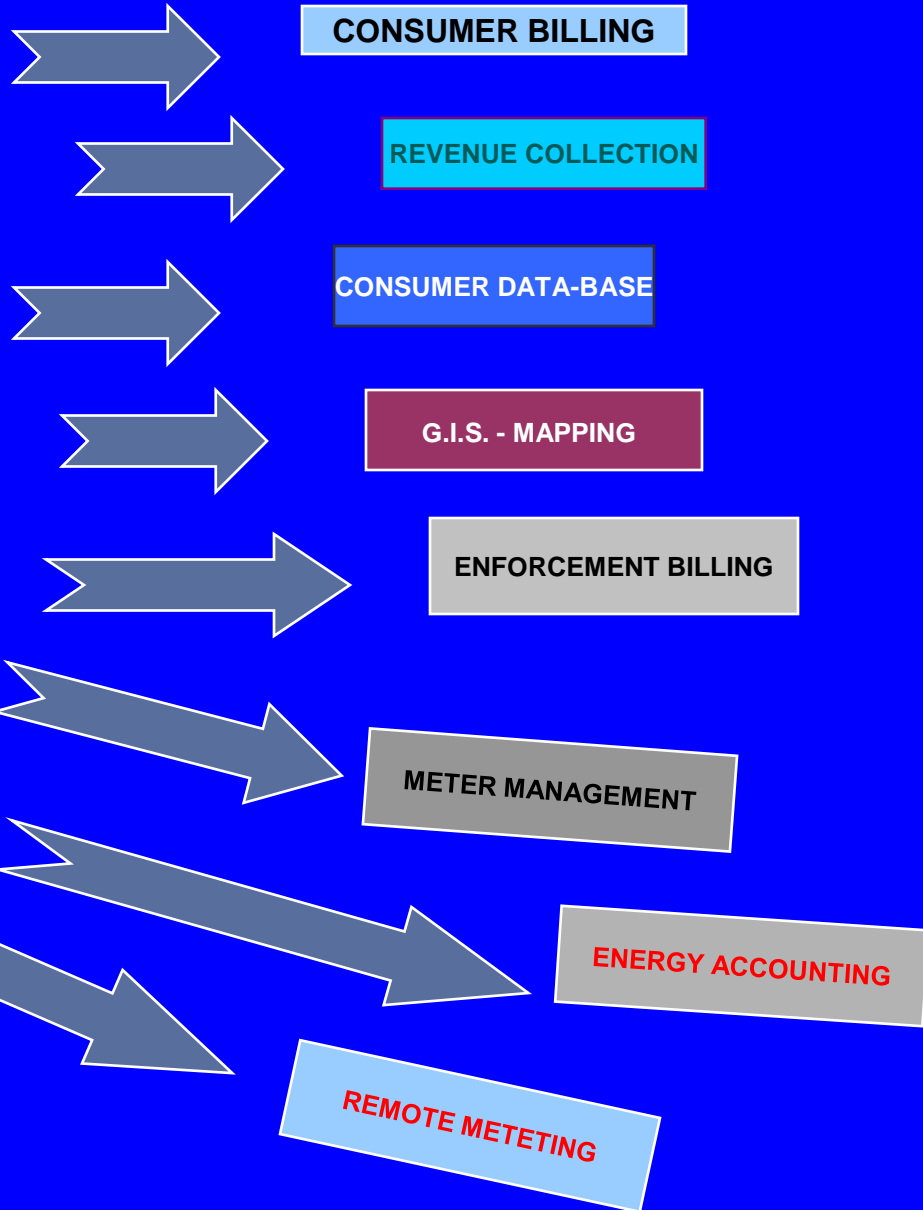 CONSUMER BILLING
REVENUE COLLECTION
CONSUMER DATA-BASE
G.I.S. - MAPPING
ENFORCEMENT BILLING
METER MANAGEMENT
ENERGY ACCOUNTING
REMOTE METETING